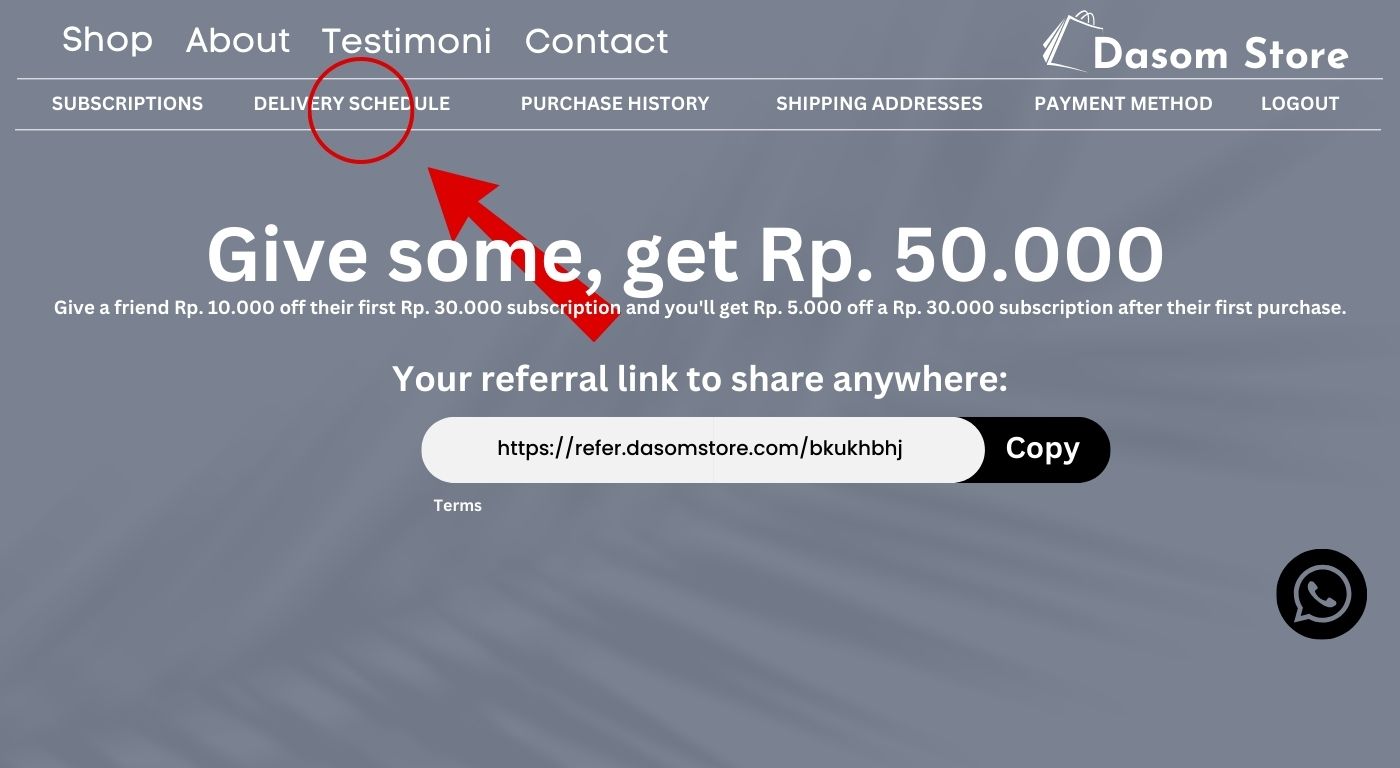 Shop About Testimoni Contact
Dasom Store
SUBSCRIPTIONS DELIVERY SCHEDULE PURCHASE HISTORY SHIPPING ADDRESSES PAYMENT METHOD LOGOUT
Give some, get Rp. 50.000
Give a friend Rp. 10.000 off their first Rp. 30.000 subscription and you'll get Rp. 5.000 off a Rp. 30.000 subscription after their first purchase.
Your referral link to share anywhere:
https://refer.dasomstore.com/bkukhbhj Copy
Terms